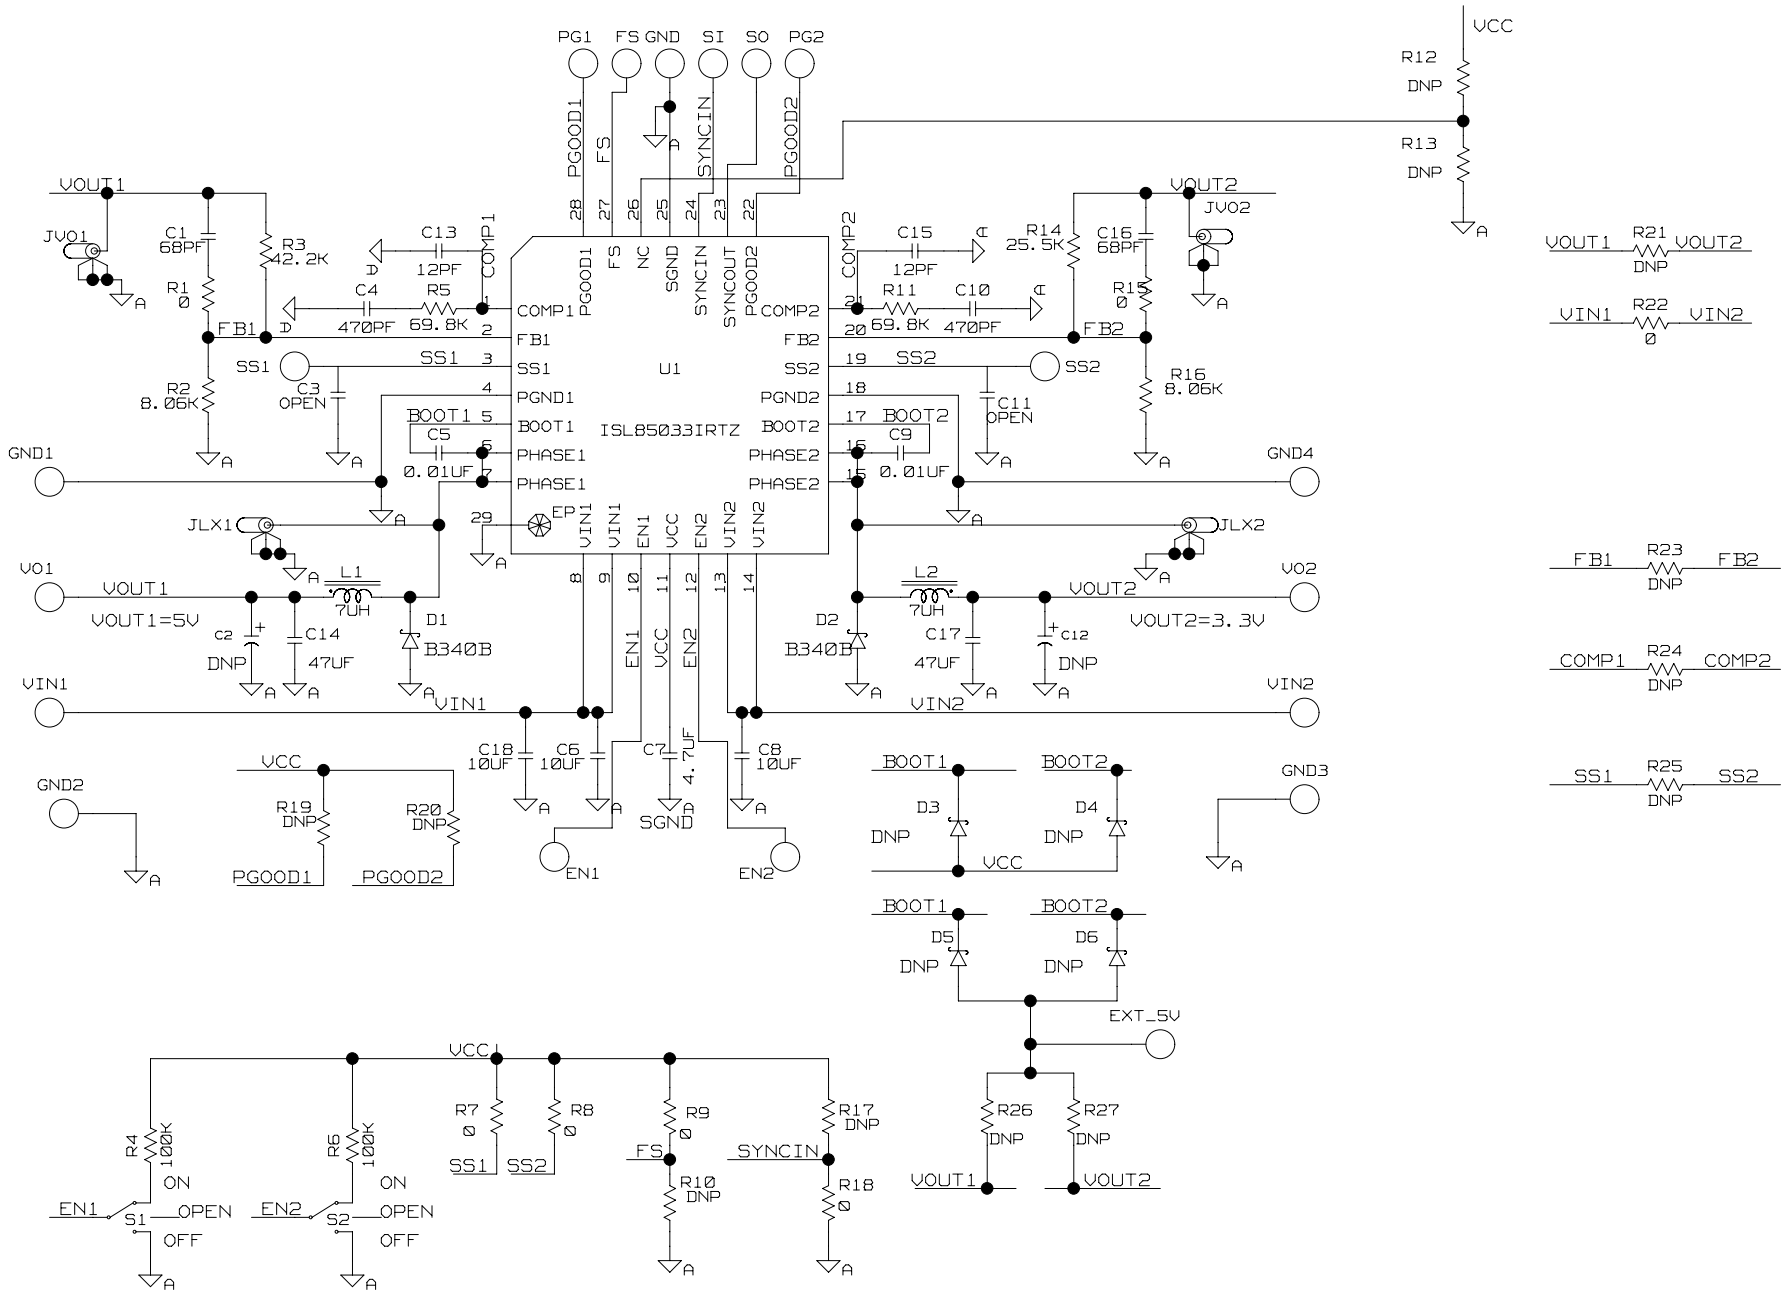 PG1 FS GND SI SO PG2
VCC
R12
DNP
R13
DNP
A
PGOOD1
FS
A
SYNCIN
PGOOD2
28 27 26 25 24 23 22
VOUT1
JVO1
A
C1
68PF
R3
42.2K
R1
0
FB1
R2
8.06K
A
C13
12PF
A
COMP1
C4
470PF
R5
69.8K
A
SS1
SS1
C3
OPEN
A
1
2
3
4
5
6
7
29
PGOOD1
FS
NC
SGND
SYNCIN
SYNCOUT
PGOOD2
COMP1
FB1
SS1
PGND1
BOOT1
PHASE1
PHASE1
EP
U1
ISL85033IRTZ
COMP2
FB2
SS2
PGND2
BOOT2
PHASE2
PHASE2
VIN1
VIN1
EN1
VCC
EN2
VIN2
VIN2
21
20
19
18
17
16
15
COMP2
C15
12PF
A
R11
69.8K
C10
470PF
A
R14
25.5K
C16
68PF
R15
0
VOUT2
JVO2
A
FB2
SS2
SS2
C11
OPEN
A
R16
8.06K
A
VOUT1 R21 VOUT2
DNP
VIN1 R22 VIN2
0
BOOT1
C5
0.01UF
BOOT2
C9
0.01UF
GND1
A
GND4
A
JLX1
A
A
JLX2
A
VO1
VOUT1
VOUT1=5V
L1
7UH
C2
DNP
+
A
C14
47UF
A
D1
B340B
A
8 9 10 11 12 13 14
EN1
VCC
EN2
D2
B340B
A
L2
7UH
C17
47UF
A
+
C12
DNP
A
VOUT2
VOUT2=3.3V
VO2
FB1 R23 FB2
DNP
COMP1 R24 COMP2
DNP
VIN1
VIN1
VIN2
VIN2
C18
10UF
A
C6
10UF
A
C7
4.7UF
A
SGND
C8
10UF
A
EN1
EN2
GND2
A
VCC
R19
DNP
R20
DNP
PGOOD1
PGOOD2
BOOT1
BOOT2
D3
DNP
D4
DNP
VCC
GND3
A
SS1 R25 SS2
DNP
BOOT1
BOOT2
D5
DNP
D6
DNP
EXT_5V
R26
DNP
R27
DNP
VOUT1
VOUT2
VCC
R4
100K
R6
100K
R7
0
R8
0
R9
0
R17
DNP
SS1
SS2
FS
SYNCIN
R10
DNP
R18
0
ON
EN1
S1
OPEN
OFF
A
ON
EN2
S2
OPEN
OFF
A
A
A